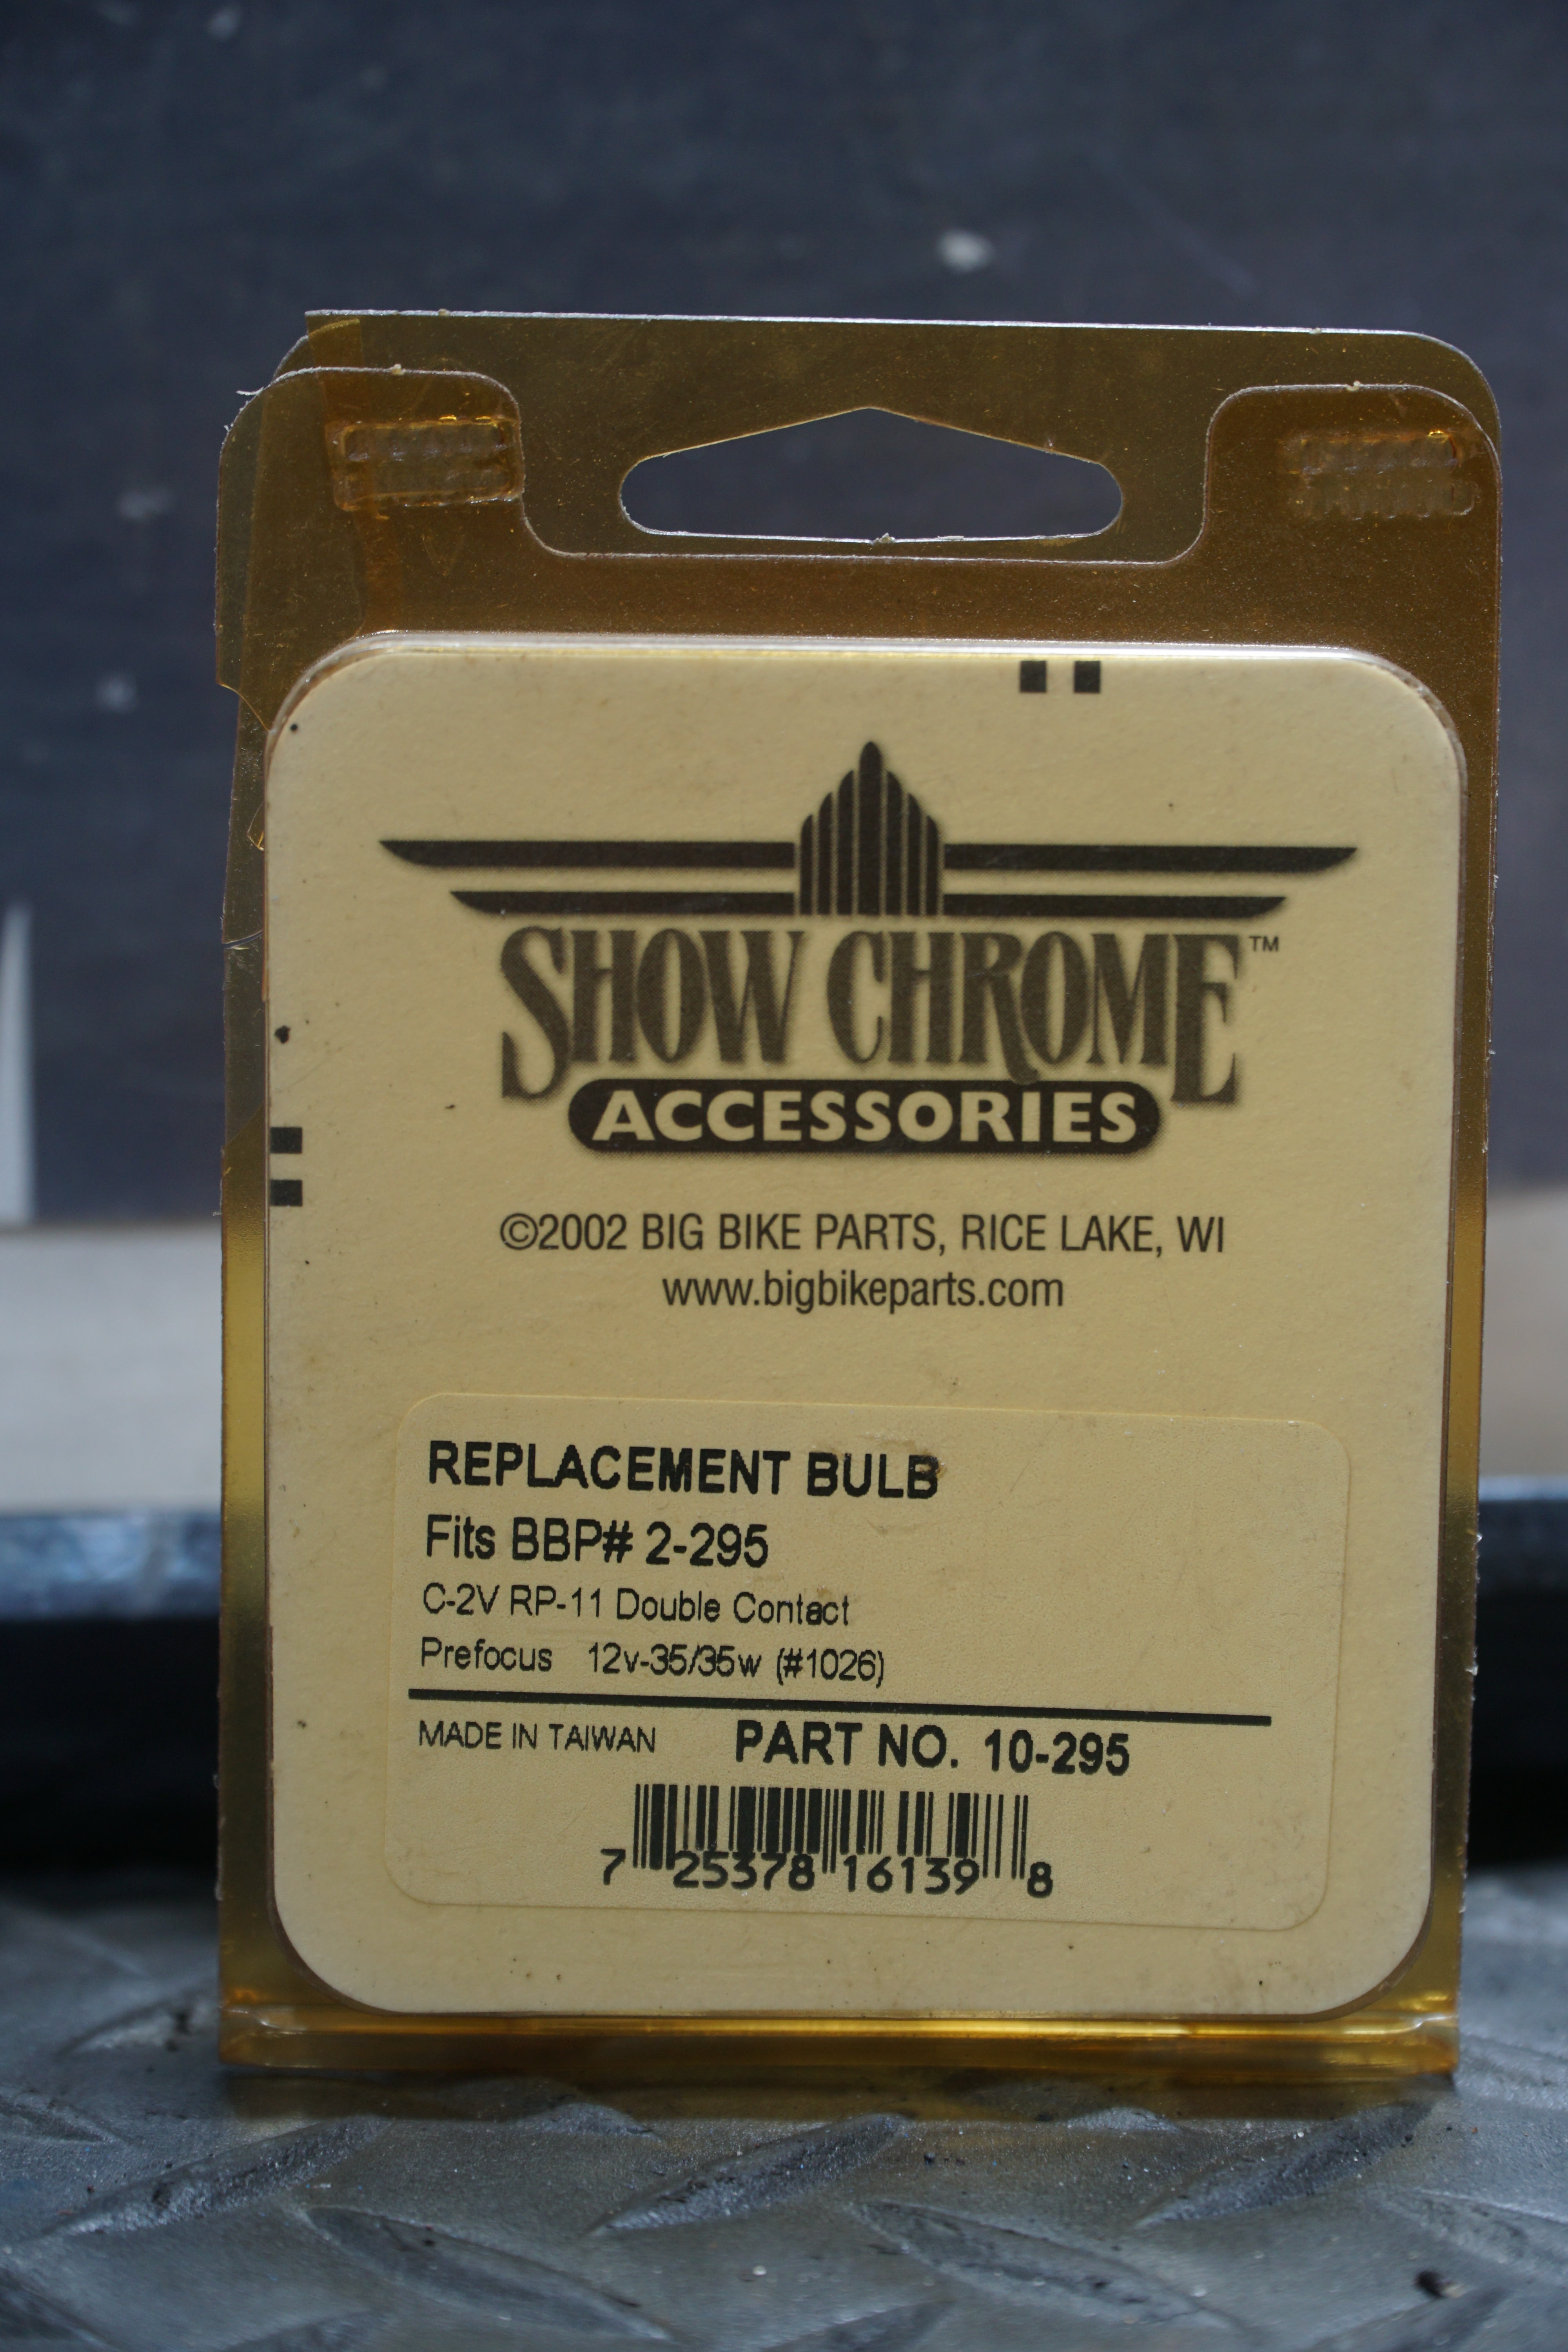 SHOW CHROME™
ACCESSORIES
©2002 BIG BIKE PARTS, RICE LAKE, WI
www.bigbikeparts.com
REPLACEMENT BULB
Fits BBP# 2-295
C-2V RP-11 Double Contact
Prefocus 12v-35/35w (#1026)
MADE IN TAIWAN PART NO. 10-295
7 25378 16139 8